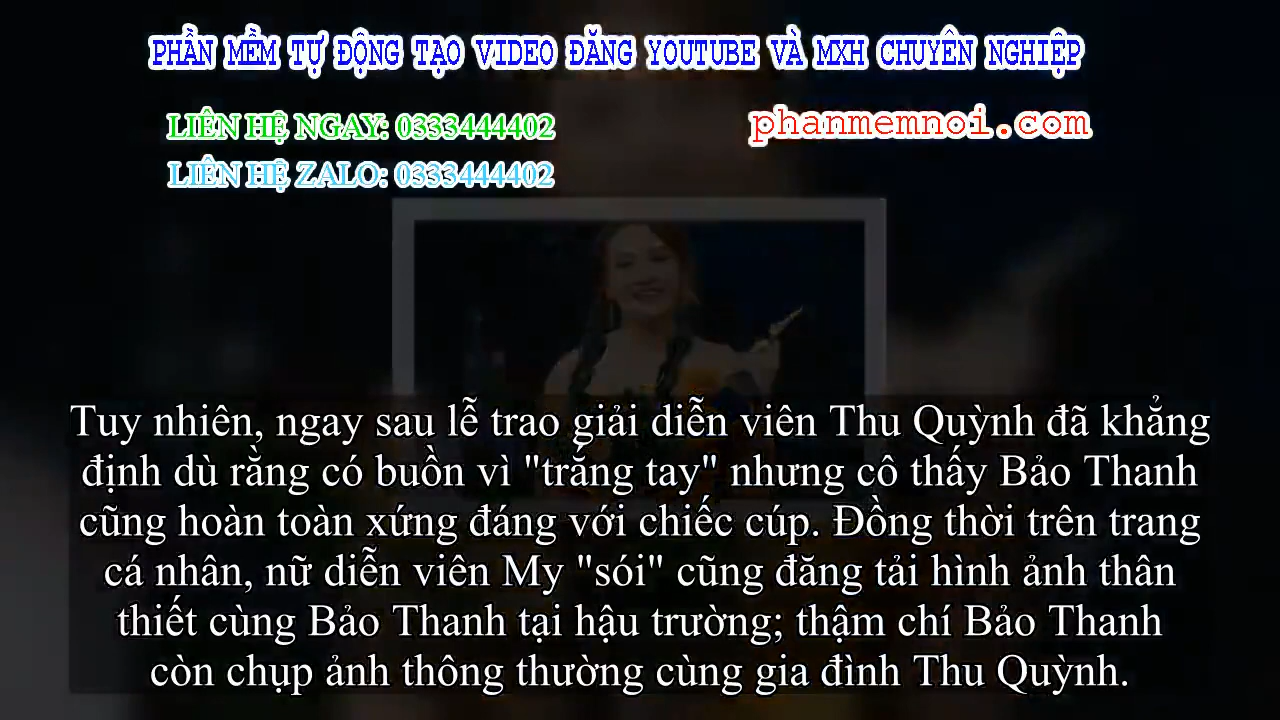 PHẦN MỀM TỰ ĐỘNG TẠO VIDEO ĐĂNG YOUTUBE VÀ MXH CHUYÊN NGHIỆP
LIÊN HỆ NGAY: 0333444402
phanmemnoi.com
LIÊN HỆ ZALO: 0333444402
Tuy nhiên, ngay sau lễ trao giải diễn viên Thu Quỳnh đã khẳng
định dù rằng có buồn vì "trắng tay" nhưng cô thấy Bảo Thanh
cũng hoàn toàn xứng đáng với chiếc cúp. Đồng thời trên trang
cá nhân, nữ diễn viên My "sói" cũng đăng tải hình ảnh thân
thiết cùng Bảo Thanh tại hậu trường; thậm chí Bảo Thanh
còn chụp ảnh thông thường cùng gia đình Thu Quỳnh.